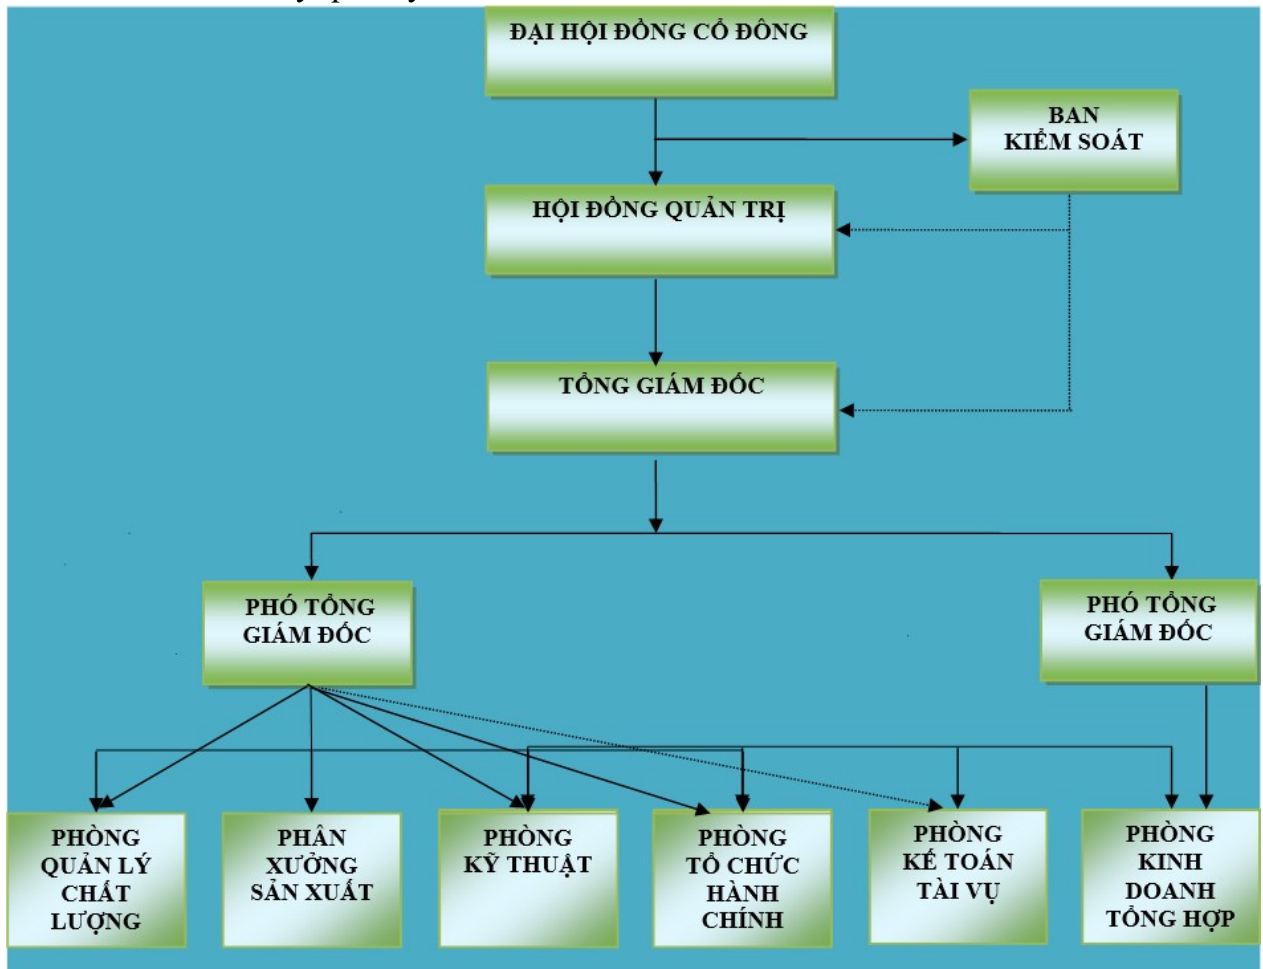 ĐẠI HỘI ĐỒNG CỔ ĐÔNG
BAN
KIỂM SOÁT
HỘI ĐỒNG QUẢN TRỊ
TỔNG GIÁM ĐỐC
PHÓ TỔNG
GIÁM ĐỐC
PHÓ TỔNG
GIÁM ĐỐC
PHÒNG
QUẢN LÝ
CHẤT
LƯỢNG
PHÂN
XƯỞNG
SẢN XUẤT
PHÒNG
KỸ THUẬT
PHÒNG
TỔ CHỨC
HÀNH
CHÍNH
PHÒNG
KẾ TOÁN
TÀI VỤ
PHÒNG
KINH
DOANH
TỔNG HỢP